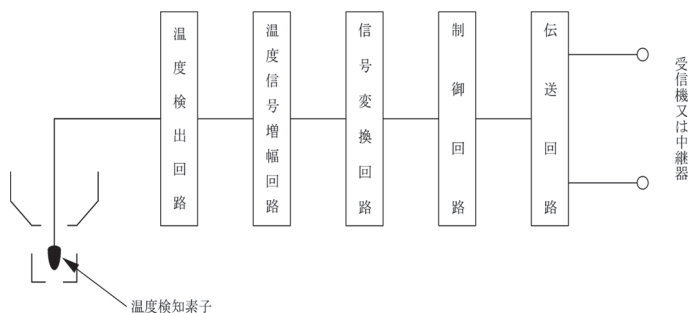 温度検出回路
温度信号増幅回路
信号変換回路
制御回路
伝送回路
受信機又は中継器
温度検知素子